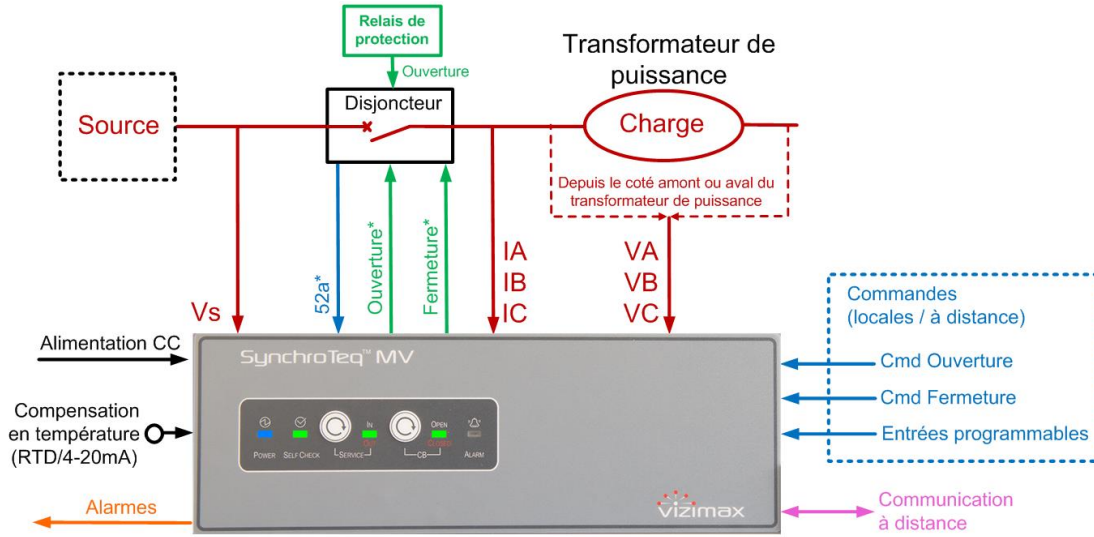 Relais de
protection
Ouverture
Transformateur de
puissance
Source
Disjoncteur
Charge
Depuis le coté amont ou aval du
transformateur de puissance
Vs
52a*
Ouverture*
Fermeture*
IA
IB
IC
VA
VB
VC
Commandes
(locales / à distance)
Cmd Ouverture
Cmd Fermeture
Entrées programmables
Alimentation CC
Compensation
en température
(RTD/4-20mA)
Alarmes
Communication
à distance
SynchroTeq™ MV
IN
OPEN
OFF
CLOSED
POWER
SELF CHECK
SERVICE
CB
ALARM
vizimax